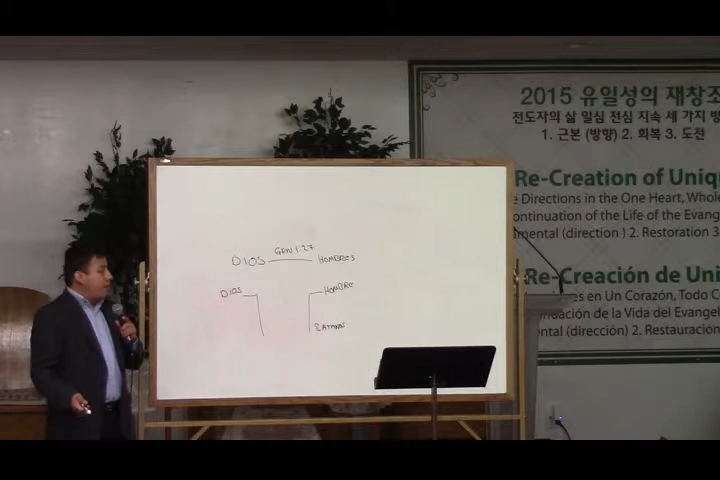 GEN 1:27
DIOS HOMBRES
DIOS HOMBRE
SATANAS
2015 유일성의 재창조
전도자의 삶 일심 전심 지속 세 가지 방
1. 근본 (방향) 2. 회복 3. 도전
Re-Creation of Uniq
Directions in the One Heart, Whole
ontinuation of the Life of the Evang
mental (direction) 2. Restoration 3.
Re-Creación de Uni
es en Un Corazón, Todo C
nuación de la Vida del Evangel
ental (dirección) 2. Restauración